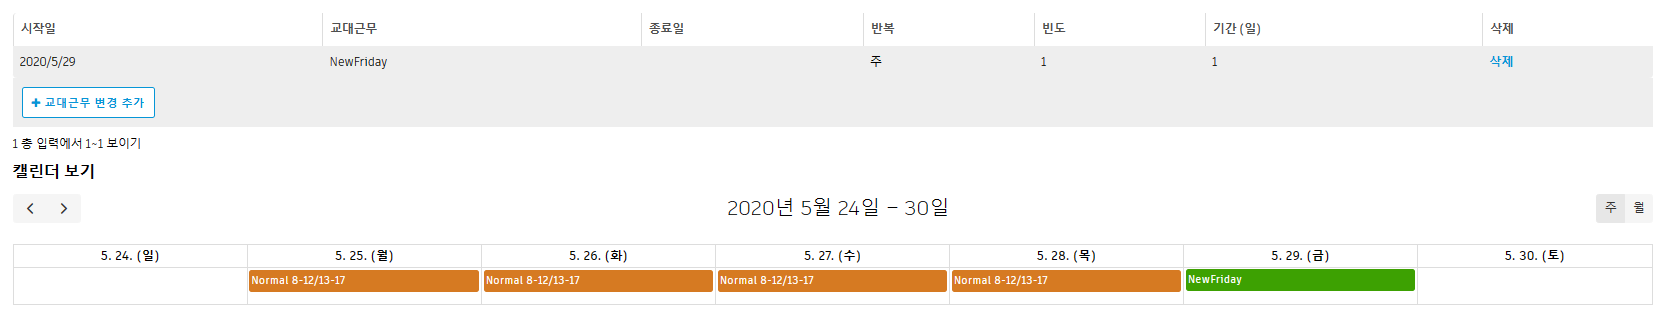 시작일 교대근무 종료일 반복 빈도 기간 (일) 삭제
2020/5/29 NewFriday 주 1 1 삭제
+ 교대근무 변경 추가
1 총 입력에서 1~1 보이기
캘린더 보기
2020년 5월 24일 – 30일 주 월
5. 24. (일) 5. 25. (월) 5. 26. (화) 5. 27. (수) 5. 28. (목) 5. 29. (금) 5. 30. (토)
Normal 8-12/13-17 Normal 8-12/13-17 Normal 8-12/13-17 Normal 8-12/13-17 NewFriday